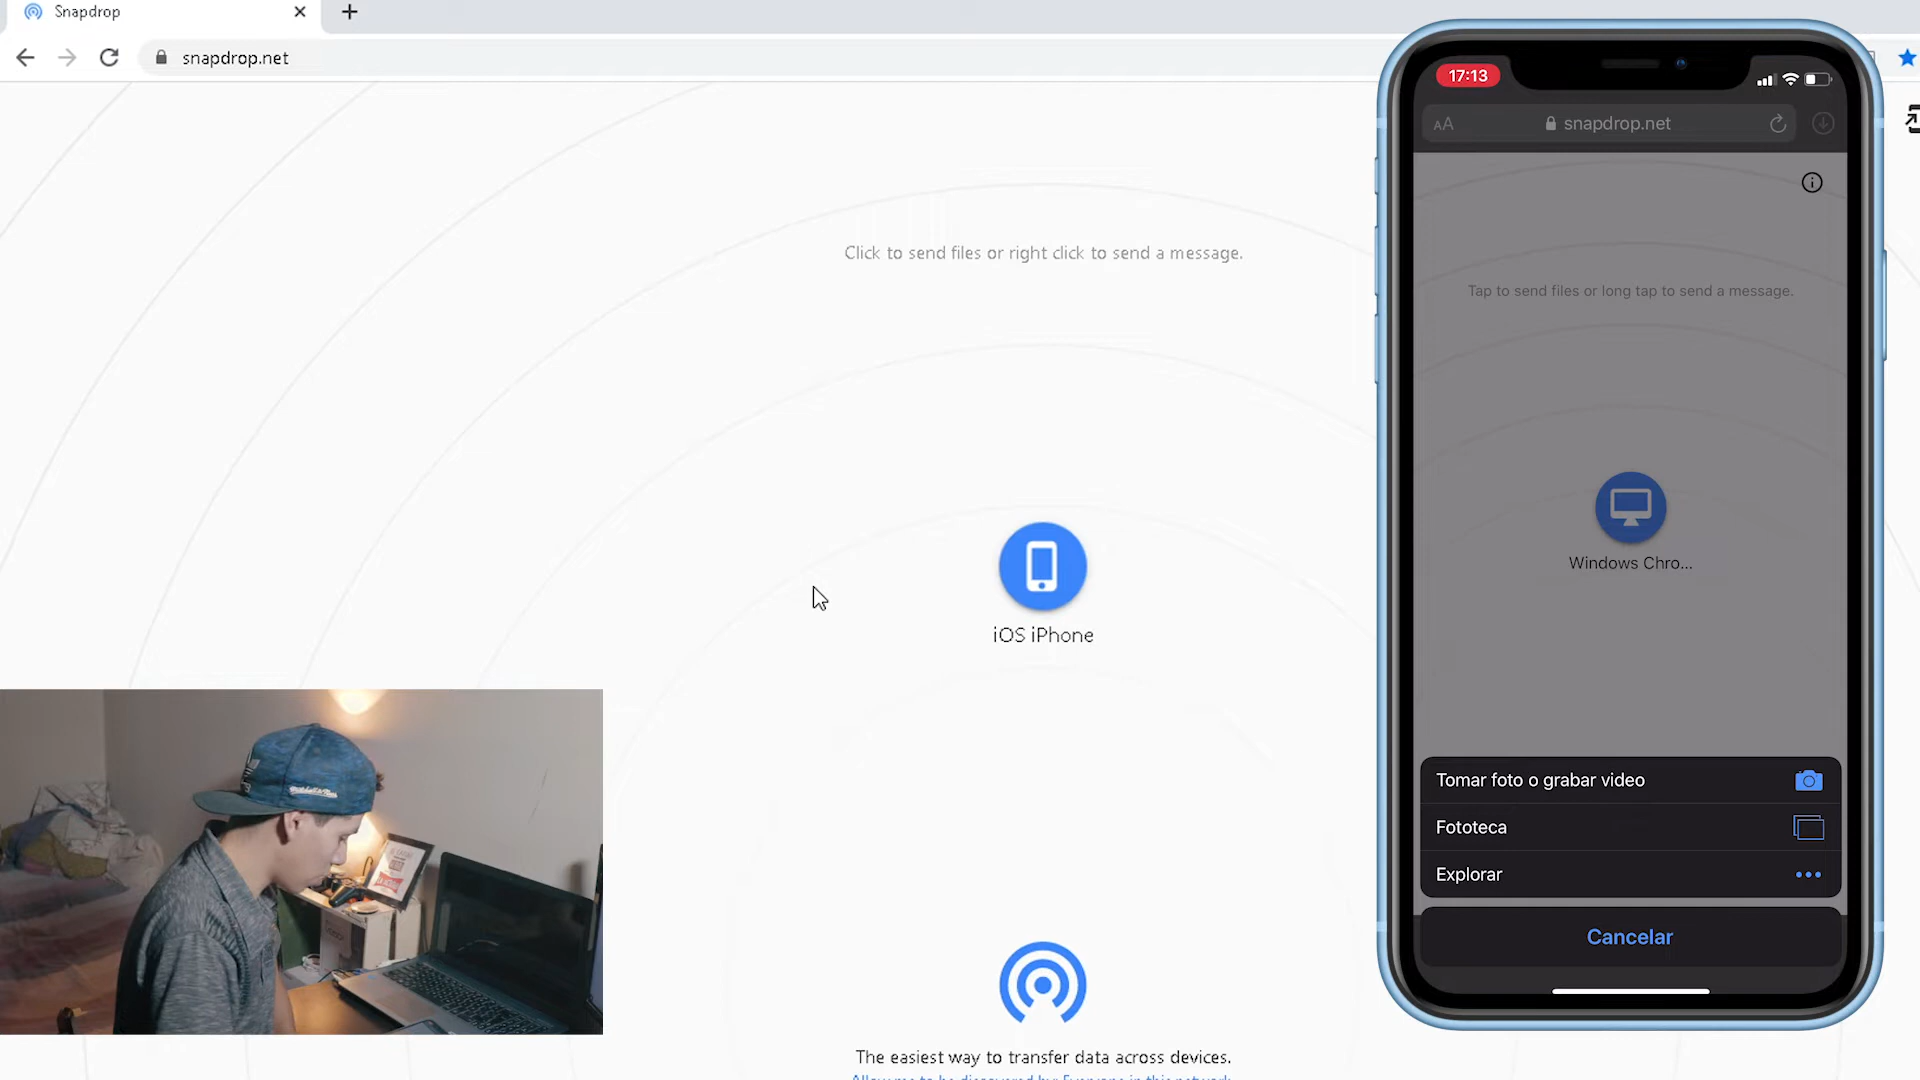 Snapdrop
snapdrop.net
Click to send files or right click to send a message.
iOS iPhone
The easiest way to transfer data across devices.
17:13
AA
snapdrop.net
Tap to send files or long tap to send a message.
Windows Chro...
Tomar foto o grabar video
Fototeca
Explorar
Cancelar